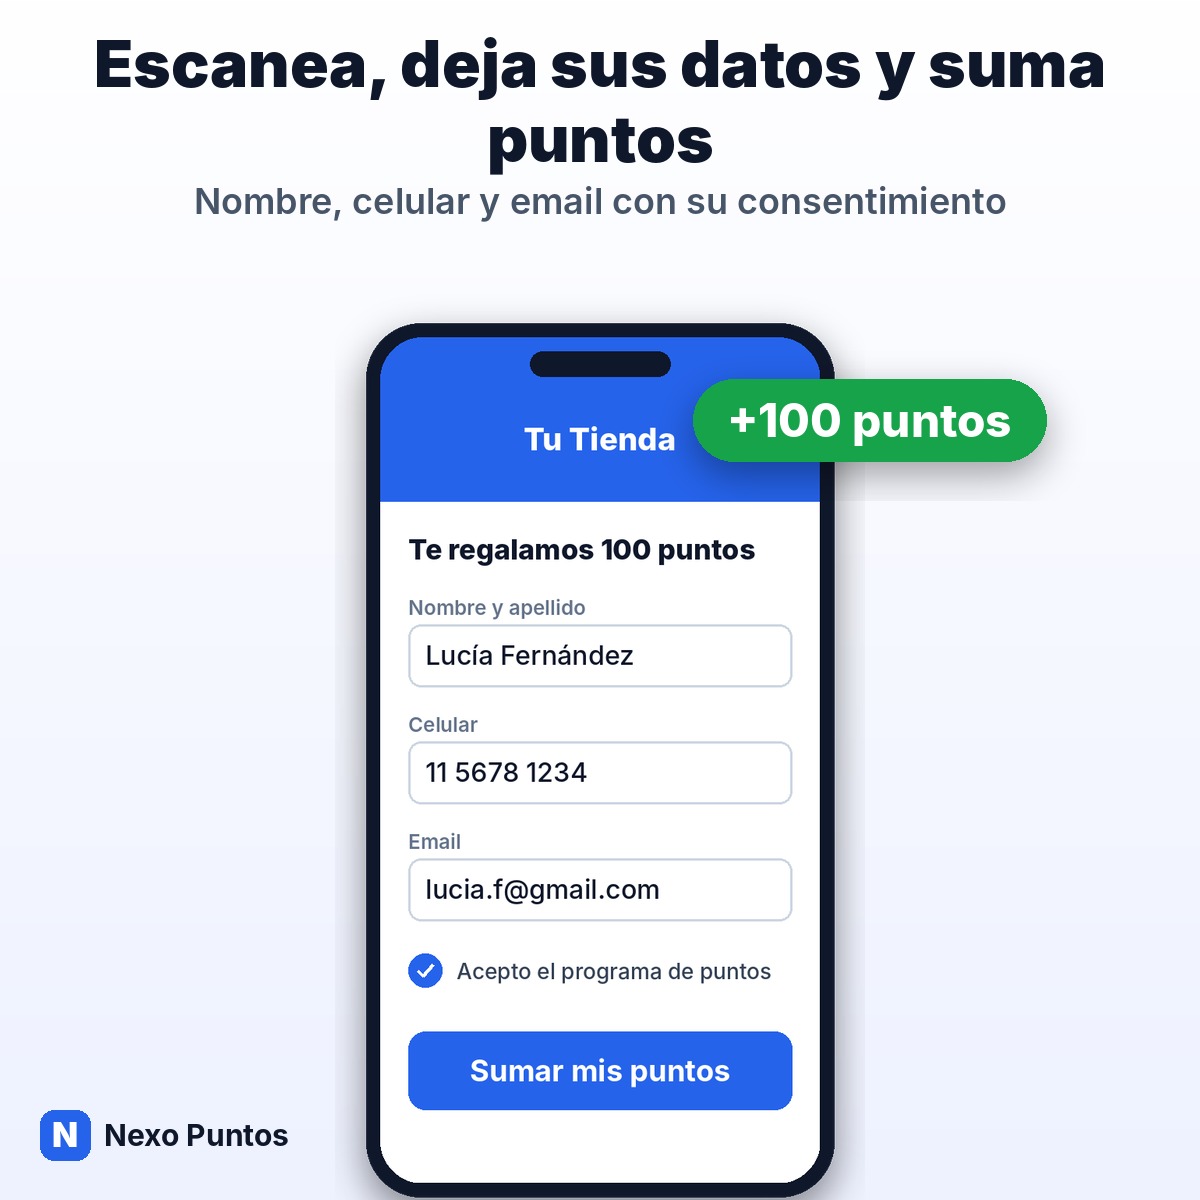 Escanea, deja sus datos y suma
puntos
Nombre, celular y email con su consentimiento
Tu Tienda
+100 puntos
Te regalamos 100 puntos
Nombre y apellido
Lucía Fernández
Celular
11 5678 1234
Email
lucia.f@gmail.com
Acepto el programa de puntos
Sumar mis puntos
N Nexo Puntos